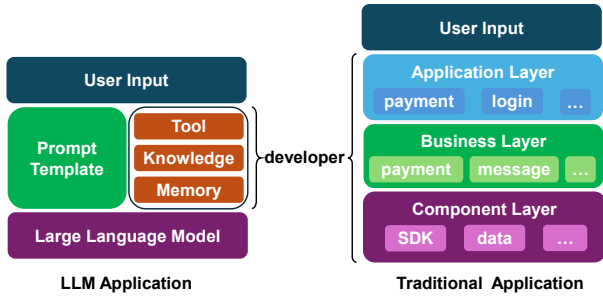 User Input
Prompt
Template
Tool
Knowledge
Memory
Large Language Model
LLM Application
developer
User Input
Application Layer
payment login ...
Business Layer
payment message ...
Component Layer
SDK data ...
Traditional Application